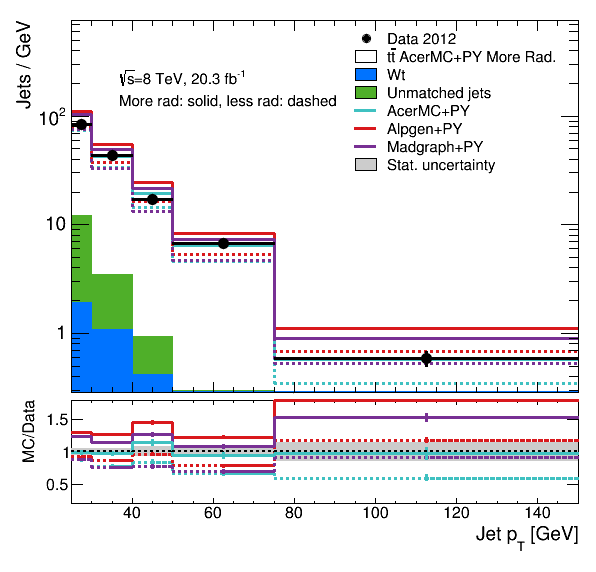 Jets / GeV
10²
10
1
√s=8 TeV, 20.3 fb⁻¹
More rad: solid, less rad: dashed
Data 2012
tt̄ AcerMC+PY More Rad.
Wt
Unmatched jets
AcerMC+PY
Alpgen+PY
Madgraph+PY
Stat. uncertainty
MC/Data
1.5
1
0.5
40 60 80 100 120 140
Jet p_T [GeV]